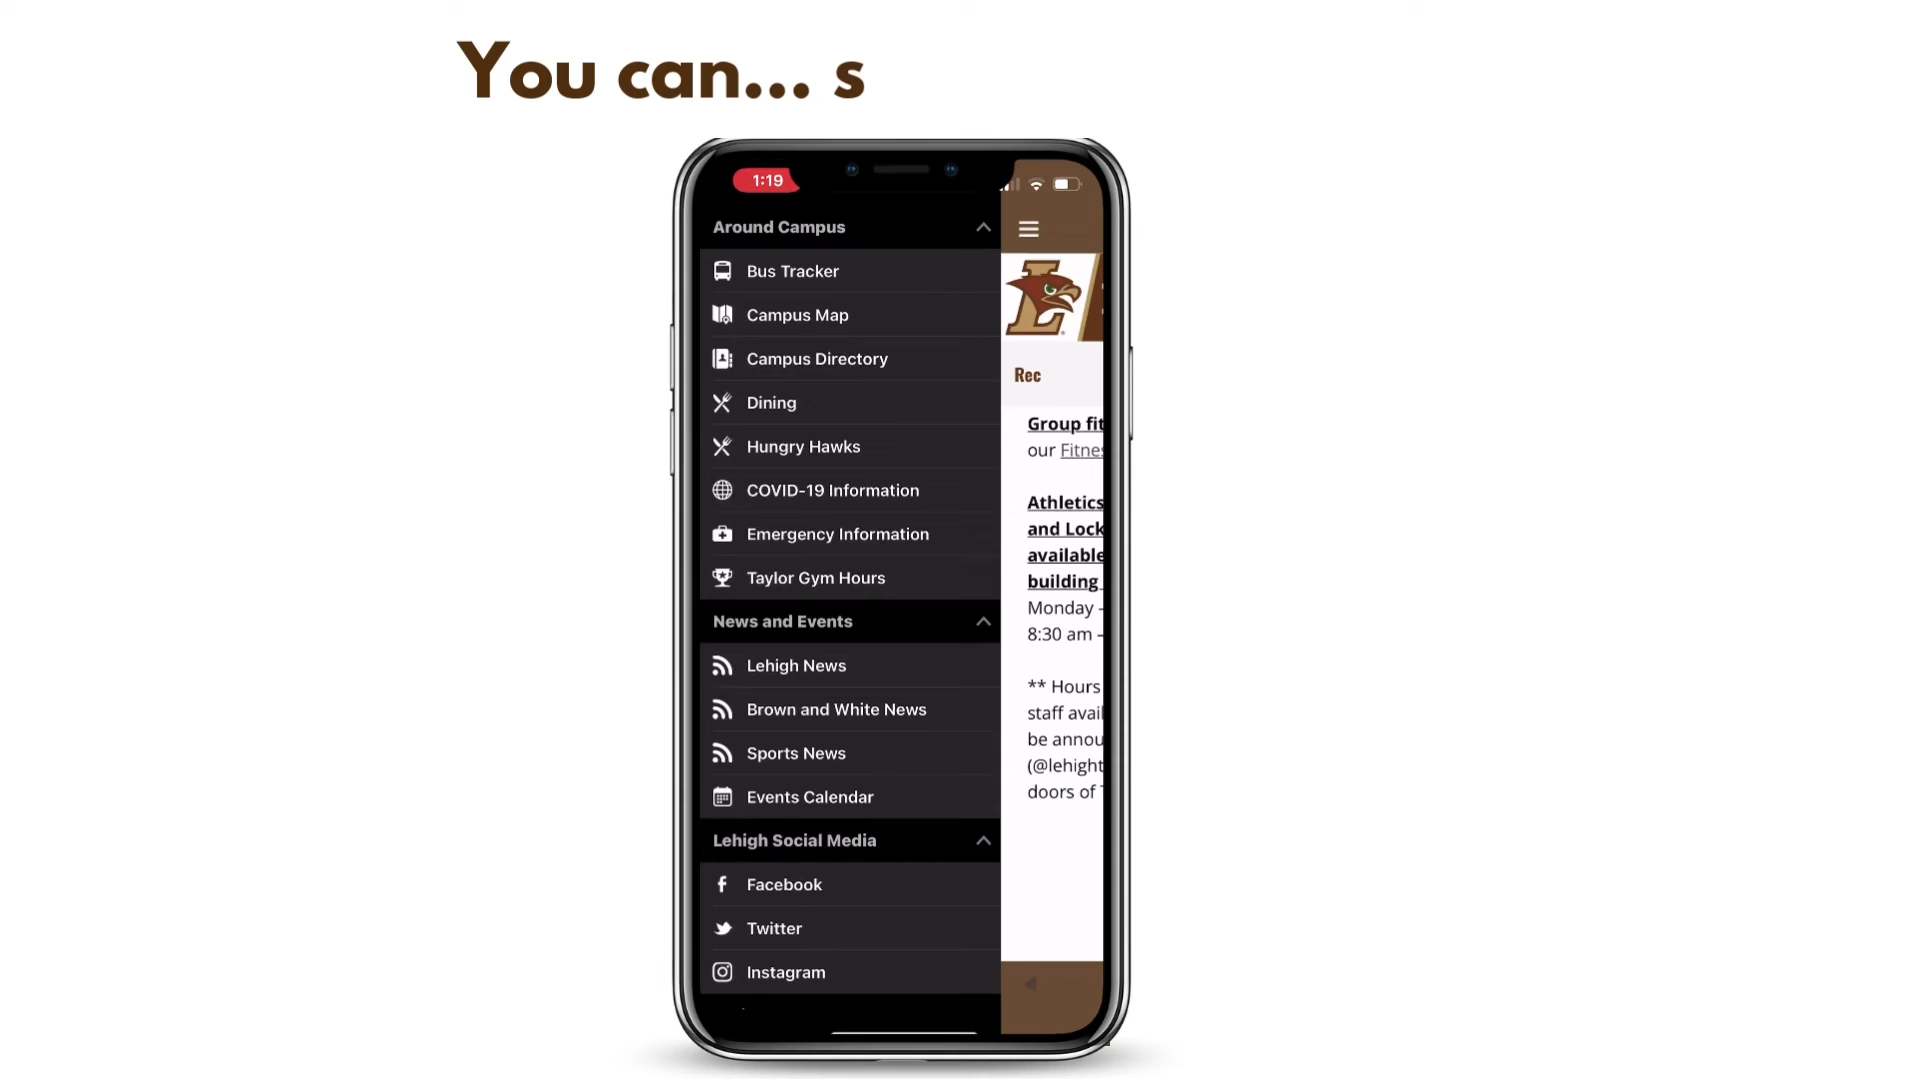 You can... s
1:19
Around Campus
Bus Tracker
Campus Map
Campus Directory
Dining
Hungry Hawks
COVID-19 Information
Emergency Information
Taylor Gym Hours
News and Events
Lehigh News
Brown and White News
Sports News
Events Calendar
Lehigh Social Media
Facebook
Twitter
Instagram
L
Rec
Group fit
our Fitnes
Athletics
and Lock
available
building
Monday -
8:30 am -
** Hours
staff avail
be annou
(@lehight
doors of